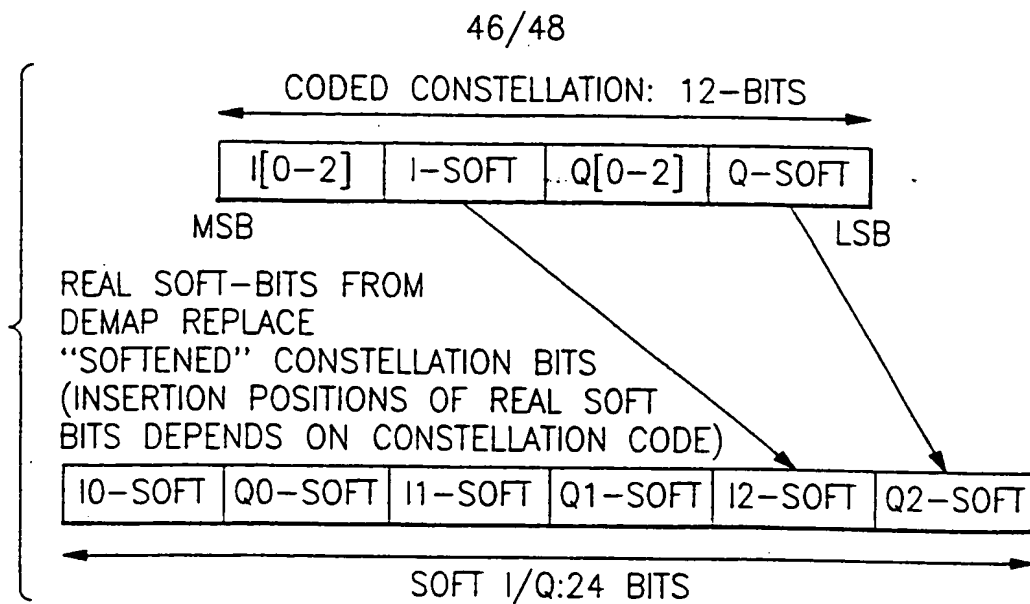 46/48
CODED CONSTELLATION: 12-BITS
I[0-2] I-SOFT Q[0-2] Q-SOFT
MSB LSB
REAL SOFT-BITS FROM
DEMAP REPLACE
"SOFTENED" CONSTELLATION BITS
(INSERTION POSITIONS OF REAL SOFT
BITS DEPENDS ON CONSTELLATION CODE)
I0-SOFT Q0-SOFT I1-SOFT Q1-SOFT I2-SOFT Q2-SOFT
SOFT I/Q:24 BITS